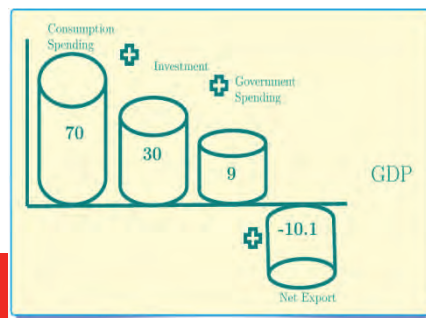 Consumption
Spending
Investment
Government
Spending
70
30
9
GDP
-10.1
Net Export